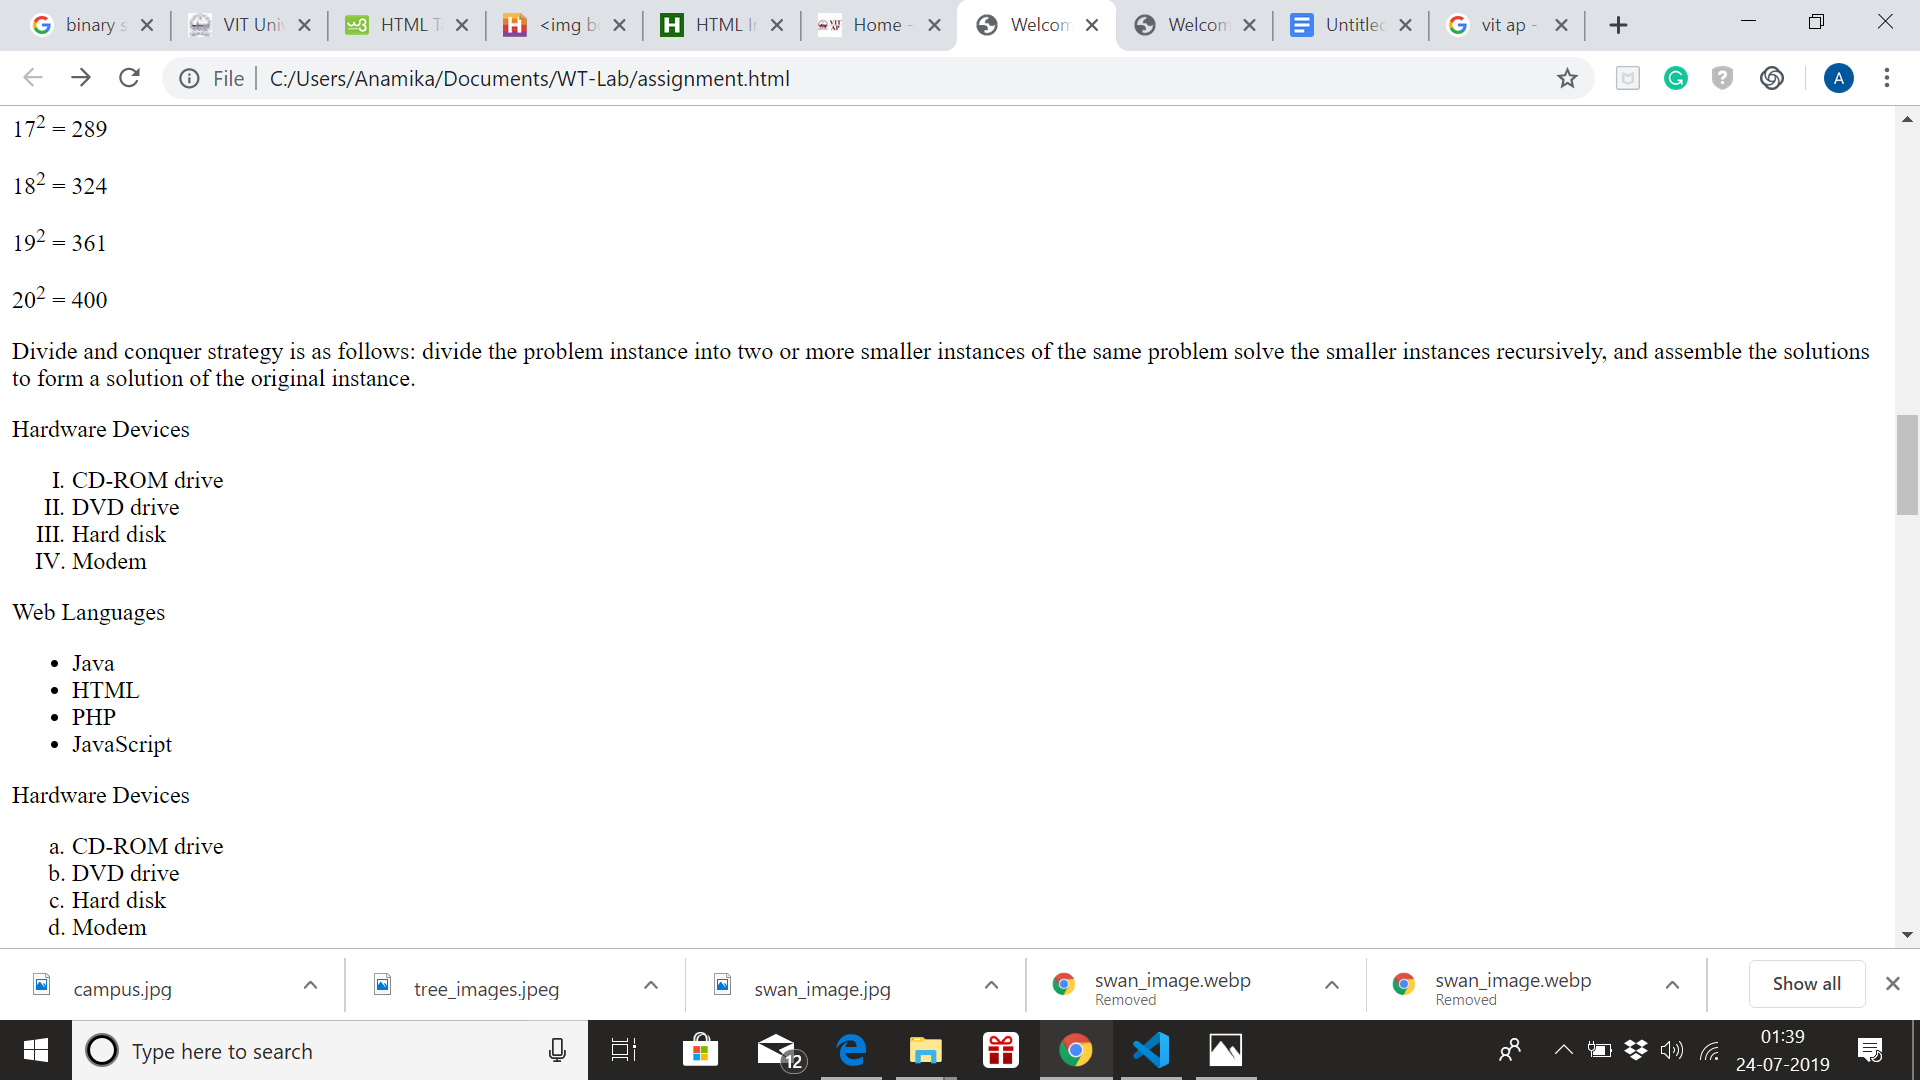 binary s
VIT Uni
HTML T
<img b
HTML I
Home -
Welcom
Welcom
Untitled
vit ap -
File
C:/Users/Anamika/Documents/WT-Lab/assignment.html
A
17² = 289
18² = 324
19² = 361
20² = 400
Divide and conquer strategy is as follows: divide the problem instance into two or more smaller instances of the same problem solve the smaller instances recursively, and assemble the solutions
to form a solution of the original instance.
Hardware Devices
I. CD-ROM drive
II. DVD drive
III. Hard disk
IV. Modem
Web Languages
• Java
• HTML
• PHP
• JavaScript
Hardware Devices
a. CD-ROM drive
b. DVD drive
c. Hard disk
d. Modem
campus.jpg
tree_images.jpeg
swan_image.jpg
swan_image.webp
Removed
swan_image.webp
Removed
Show all
Type here to search
12
01:39
24-07-2019